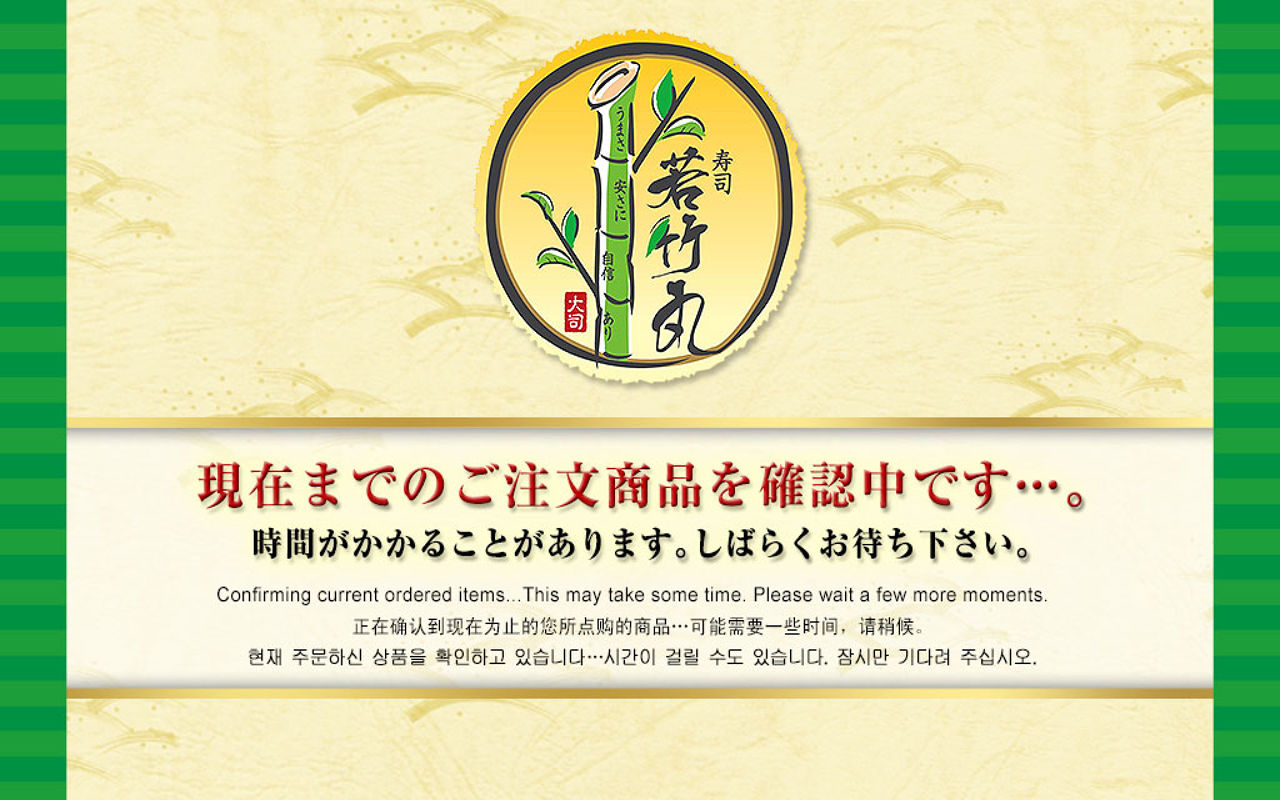 寿司
若竹丸
うまさ
安さに
自信
あり
大司
現在までのご注文商品を確認中です…。
時間がかかることがあります。しばらくお待ち下さい。
Confirming current ordered items...This may take some time. Please wait a few more moments.
正在确认到现在为止的您所点购的商品…可能需要一些时间，请稍候。
현재 주문하신 상품을 확인하고 있습니다…시간이 걸릴 수도 있습니다. 잠시만 기다려 주십시오.